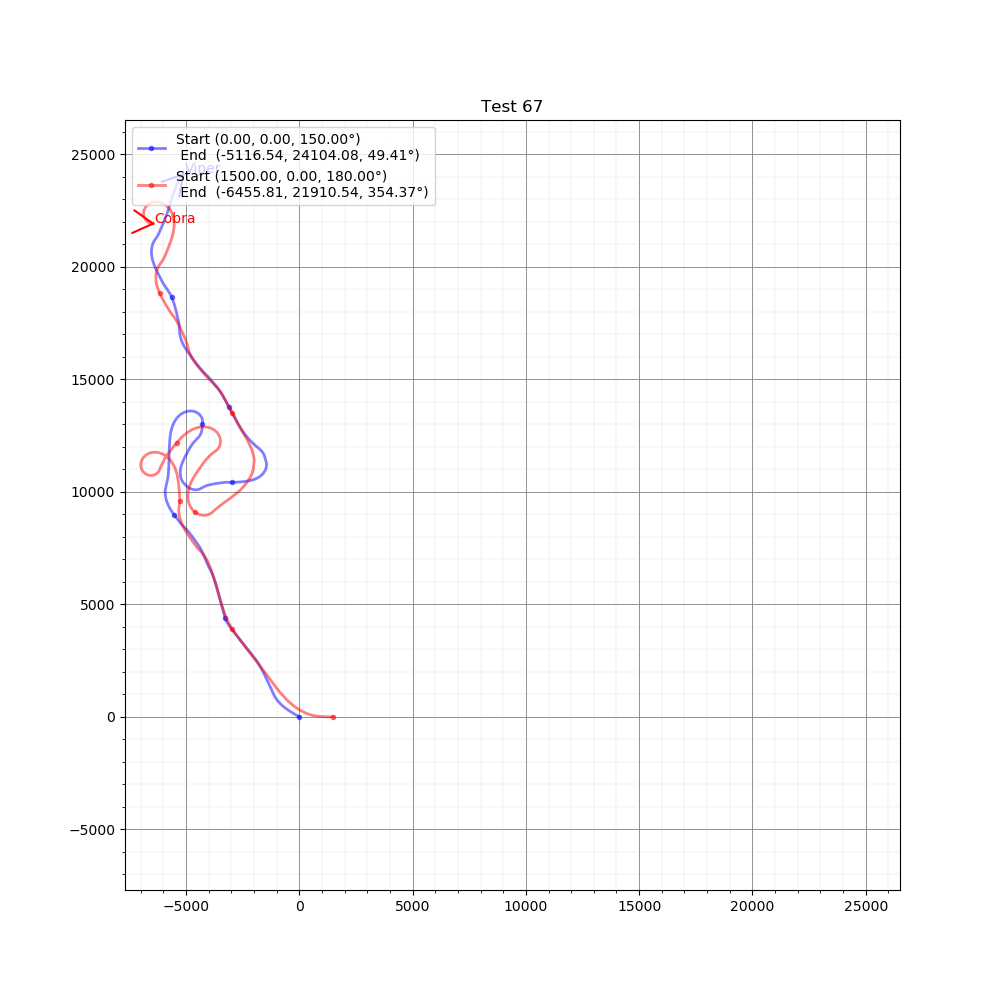 Test 67
Start (0.00, 0.00, 150.00°)
End (-5116.54, 24104.08, 49.41°)
Viper
Start (1500.00, 0.00, 180.00°)
End (-6455.81, 21910.54, 354.37°)
Cobra
25000
20000
15000
10000
5000
0
−5000
−5000 0 5000 10000 15000 20000 25000